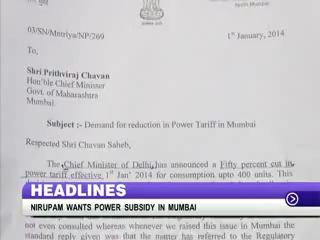 03/SN/Mntriya/NP/269
1st January, 2014
To,
Shri Prithviraj Chavan
Hon'ble Chief Minister
Govt. of Maharashtra
Mumbai.
Subject :- Demand for reduction in Power Tariff in Mumbai
Respected Shri Chavan Saheb,
The Chief Minister of Delhi has announced a Fifty percent cut in
power tariff effective 1st Jan' 2014 for consumption upto 400 units. This
HEADLINES
NIRUPAM WANTS POWER SUBSIDY IN MUMBAI
not even consulted whereas whenever we raised this issue in Mumbai the
standard reply given was that the matter has referred to the Regulatory